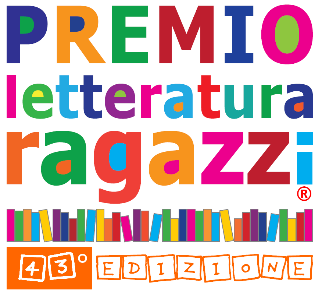 PREMIO
letteratura
ragazzi
®
43° EDIZIONE